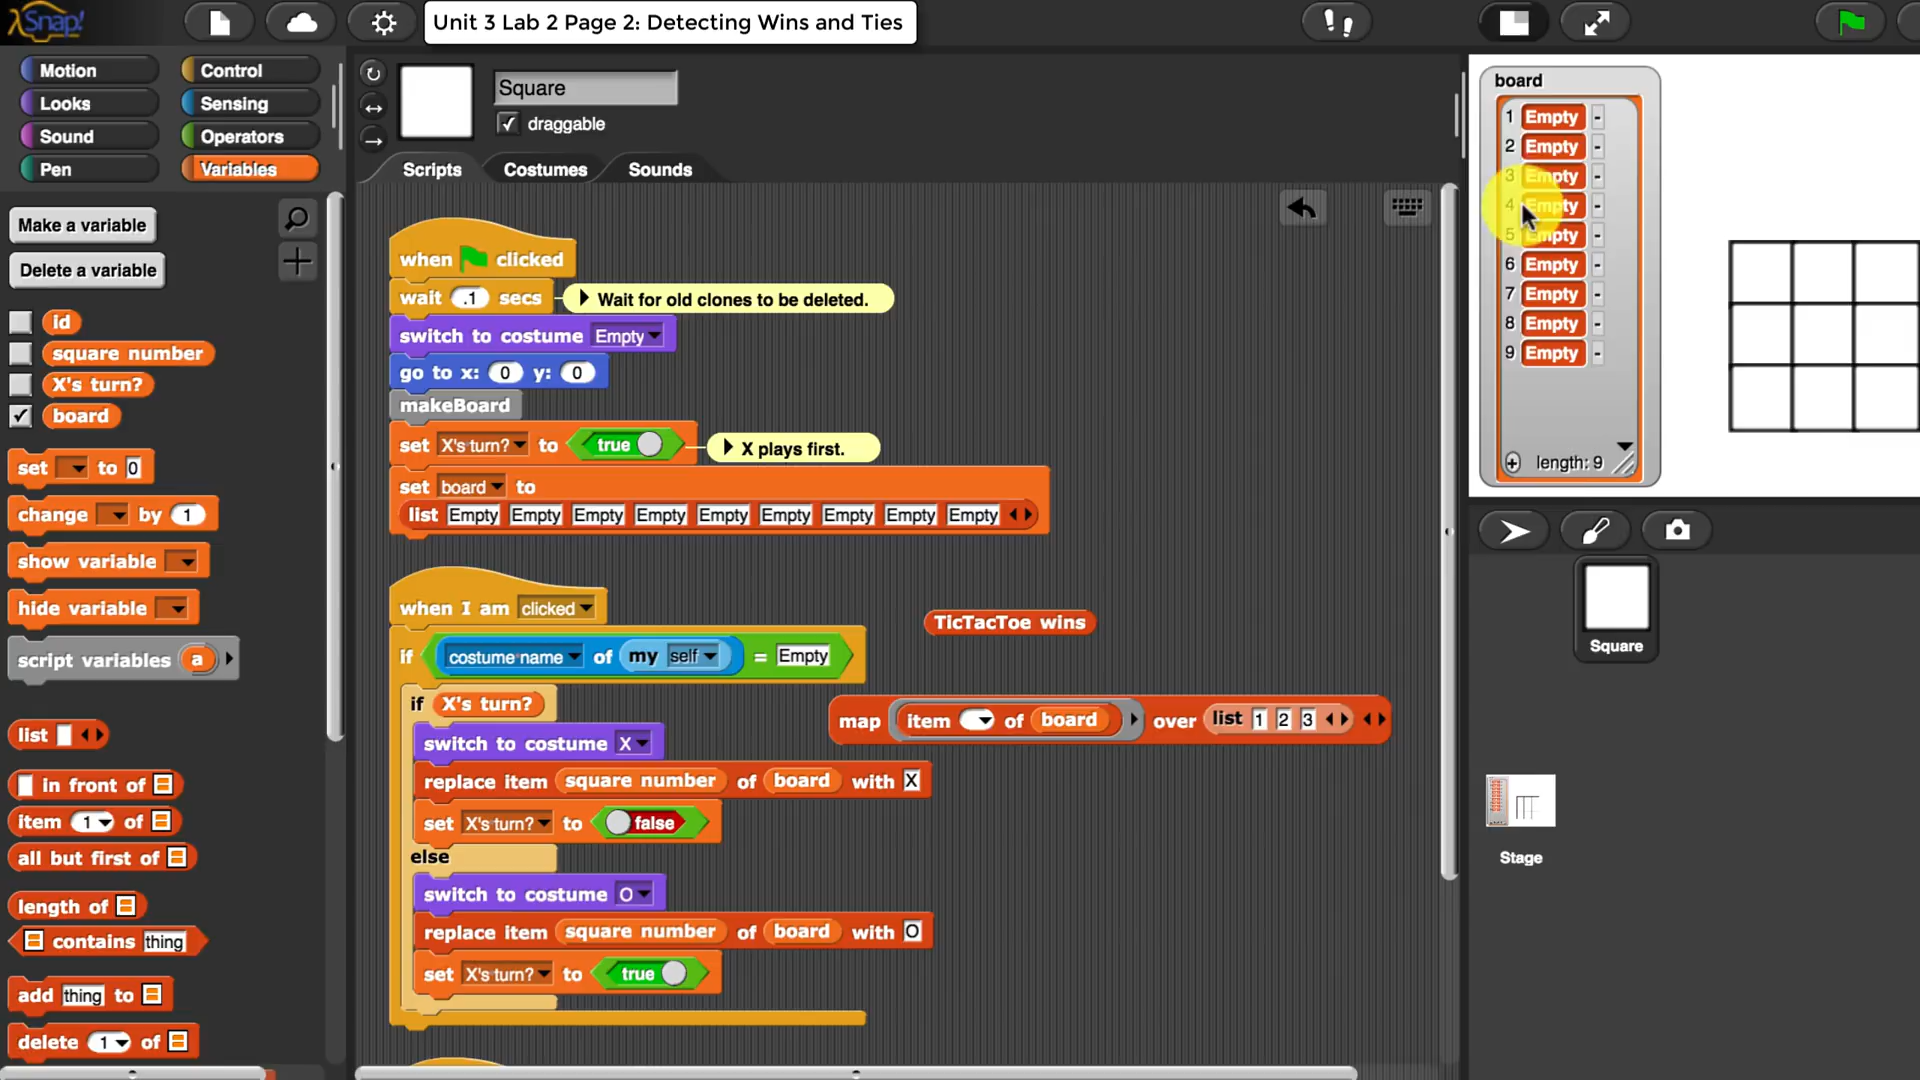 Snap!
Unit 3 Lab 2 Page 2: Detecting Wins and Ties
Motion
Control
Looks
Sensing
Sound
Operators
Pen
Variables
Make a variable
Delete a variable
id
square number
X's turn?
board
set to 0
change by 1
show variable
hide variable
script variables a
list
in front of
item 1 of
all but first of
length of
contains thing
add thing to
delete 1 of
Square
draggable
Scripts
Costumes
Sounds
when clicked
wait .1 secs
Wait for old clones to be deleted.
switch to costume Empty
go to x: 0 y: 0
makeBoard
set X's turn? to true
X plays first.
set board to
list Empty Empty Empty Empty Empty Empty Empty Empty Empty
when I am clicked
if costume name of my self = Empty
if X's turn?
switch to costume X
replace item square number of board with X
set X's turn? to false
else
switch to costume O
replace item square number of board with O
set X's turn? to true
TicTacToe wins
map item of board over list 1 2 3
board
1 Empty -
2 Empty -
3 Empty -
4 Empty -
5 Empty -
6 Empty -
7 Empty -
8 Empty -
9 Empty -
+ length: 9
Square
Stage